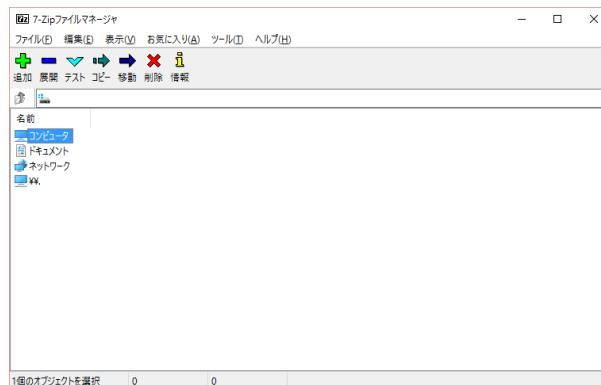 7-Zipファイルマネージャ
ファイル(F) 編集(E) 表示(V) お気に入り(A) ツール(T) ヘルプ(H)
追加 展開 テスト コピー 移動 削除 情報
名前
コンピュータ
ドキュメント
ネットワーク
¥¥.
1個のオブジェクトを選択 0 0